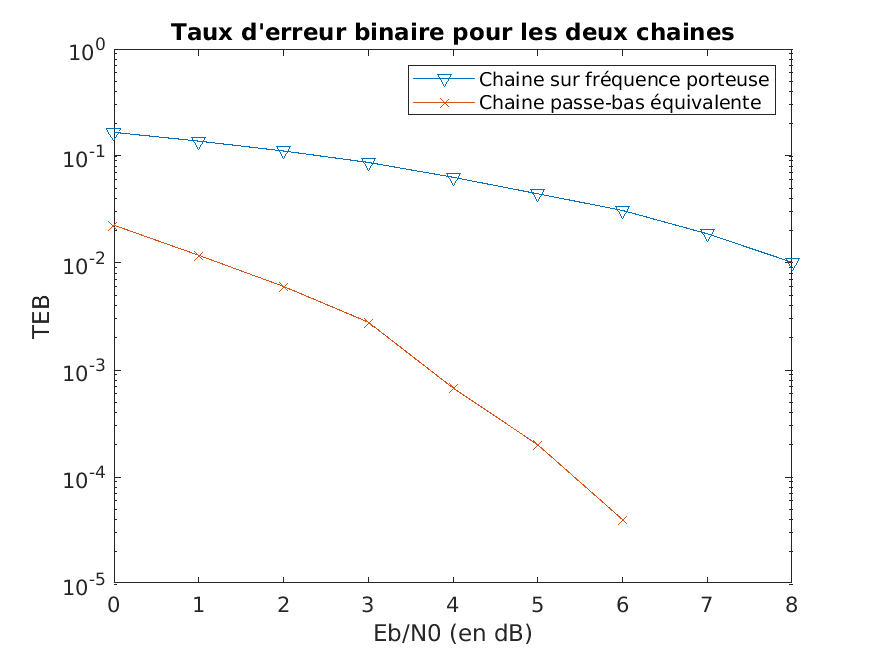 Taux d'erreur binaire pour les deux chaines
Chaine sur fréquence porteuse
Chaine passe-bas équivalente
TEB
10^0
10^-1
10^-2
10^-3
10^-4
10^-5
0 1 2 3 4 5 6 7 8
Eb/N0 (en dB)